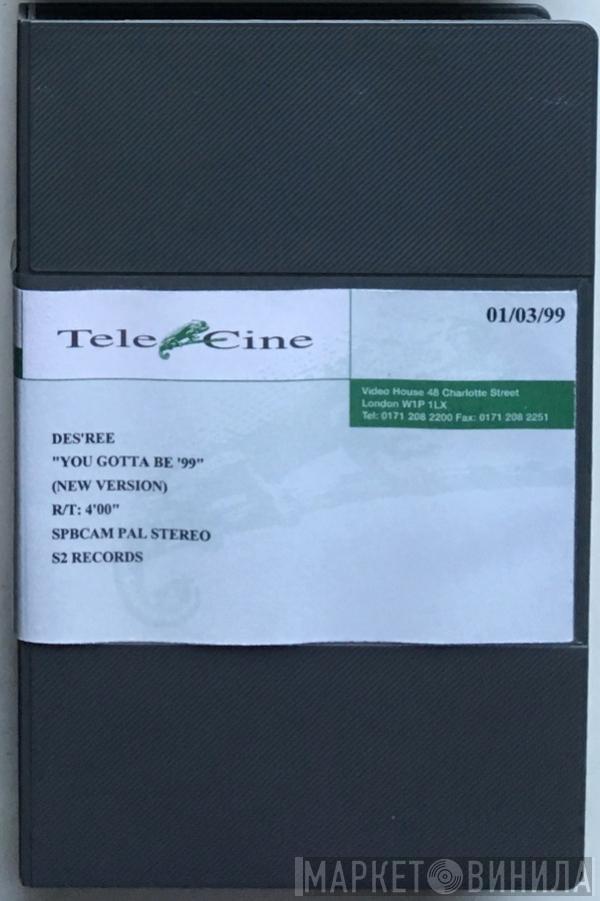 Tele Cine
01/03/99
Video House 48 Charlotte Street
London W1P 1LX
Tel: 0171 208 2200 Fax: 0171 208 2251
DES'REE
"YOU GOTTA BE '99"
(NEW VERSION)
R/T: 4'00"
SPBCAM PAL STEREO
S2 RECORDS
МАРКЕТ ВИНИЛА